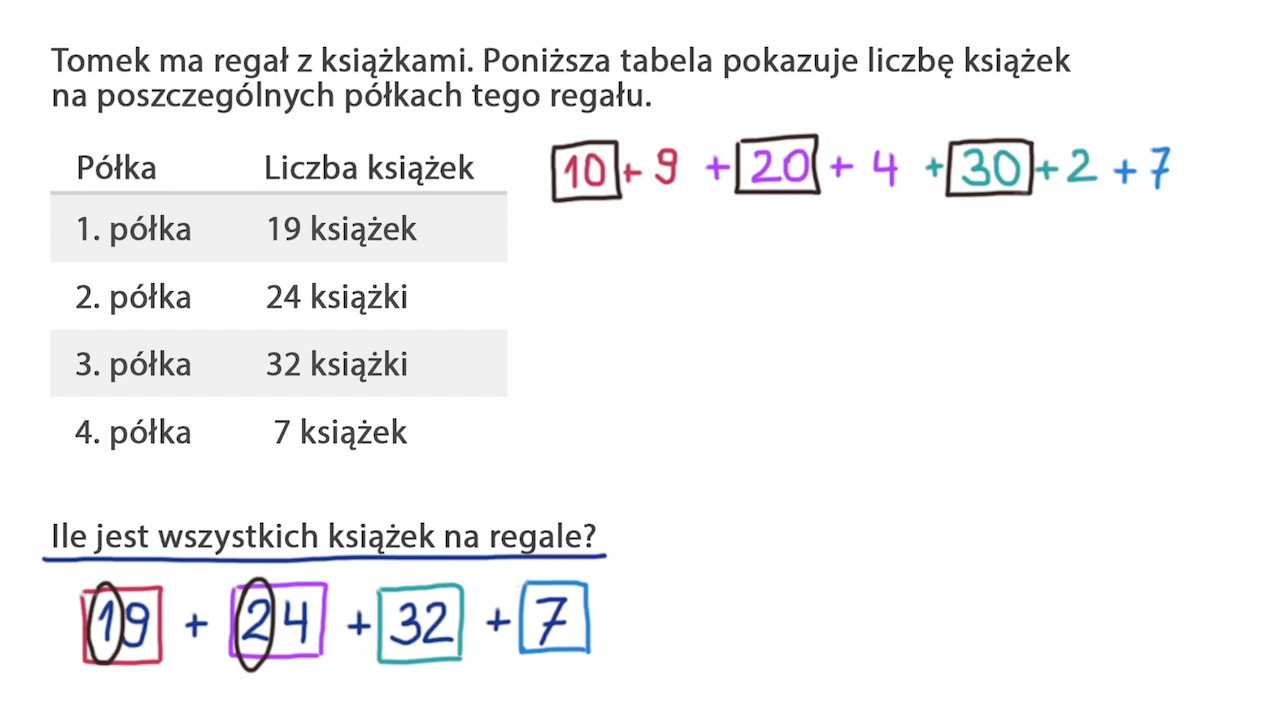 Tomek ma regał z książkami. Poniższa tabela pokazuje liczbę książek
na poszczególnych półkach tego regału.
Półka Liczba książek
1. półka 19 książek
2. półka 24 książki
3. półka 32 książki
4. półka 7 książek
10 + 9 + 20 + 4 + 30 + 2 + 7
Ile jest wszystkich książek na regale?
19 + 24 + 32 + 7